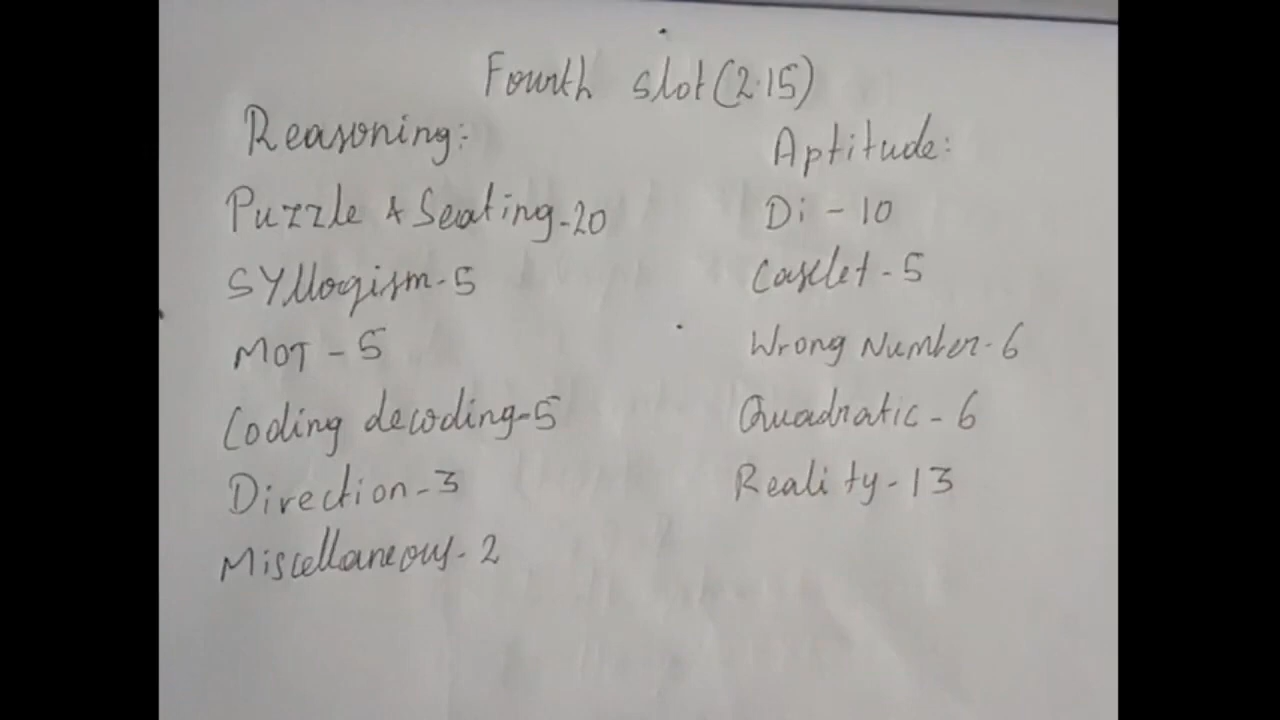 Fourth slot(2.15)
Reasoning:
Puzzle & Seating-20
SYllogism-5
MOT-5
Coding decoding-5
Direction-3
Miscellaneous-2
Aptitude:
Di-10
Caselet-5
Wrong Number-6
Quadratic-6
Reality-13